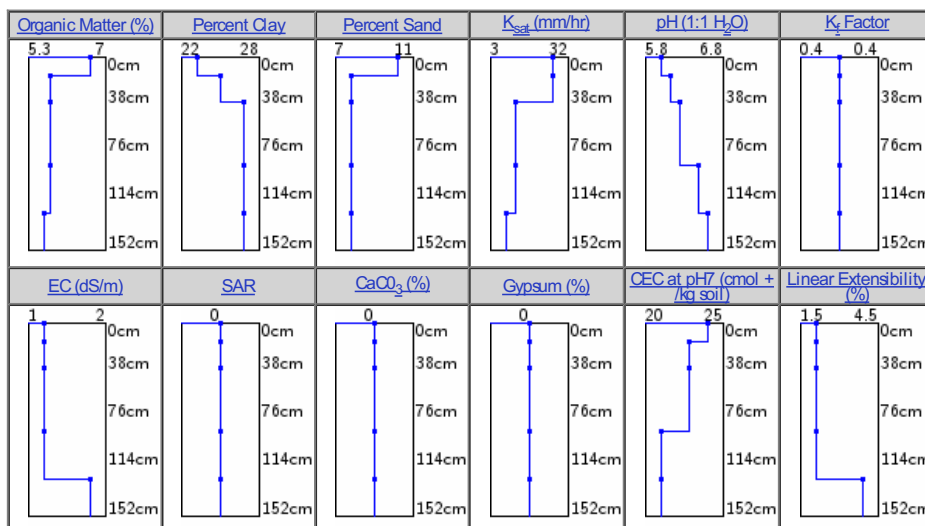 Organic Matter (%) Percent Clay Percent Sand Ksat (mm/hr) pH (1:1 H2O) Kf Factor
5.3 7 22 28 7 11 3 32 5.8 6.8 0.4 0.4
0cm 0cm 0cm 0cm 0cm 0cm
38cm 38cm 38cm 38cm 38cm 38cm
76cm 76cm 76cm 76cm 76cm 76cm
114cm 114cm 114cm 114cm 114cm 114cm
152cm 152cm 152cm 152cm 152cm 152cm
EC (dS/m) SAR CaC03 (%) Gypsum (%) CEC at pH7 (cmol + /kg soil) Linear Extensibility (%)
1 2 0 0 0 20 25 1.5 4.5
0cm 0cm 0cm 0cm 0cm 0cm
38cm 38cm 38cm 38cm 38cm 38cm
76cm 76cm 76cm 76cm 76cm 76cm
114cm 114cm 114cm 114cm 114cm 114cm
152cm 152cm 152cm 152cm 152cm 152cm